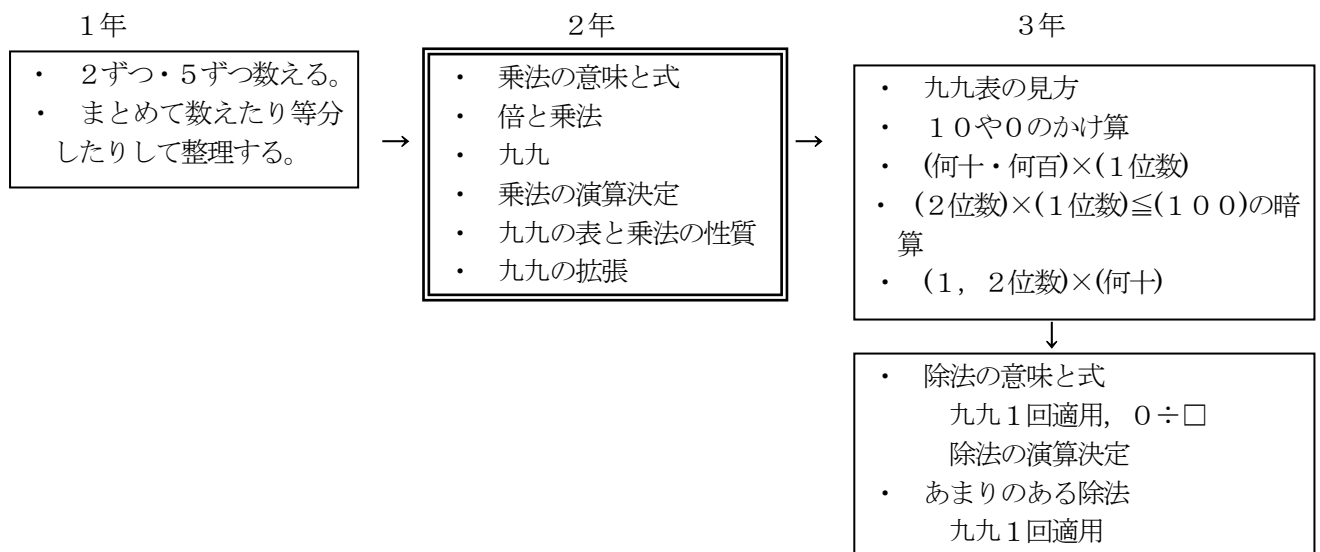 １年
２年
３年
・　２ずつ・５ずつ数える。
・　まとめて数えたり等分
したりして整理する。
→
・　乗法の意味と式
・　倍と乗法
・　九九
・　乗法の演算決定
・　九九の表と乗法の性質
・　九九の拡張
→
・　九九表の見方
・　１０や０のかけ算
・　(何十・何百)×(１位数)
・　(２位数)×(１位数)≦(１００)の暗
算
・　(１，２位数)×(何十)
↓
・　除法の意味と式
九九１回適用，０÷□
除法の演算決定
・　あまりのある除法
九九１回適用